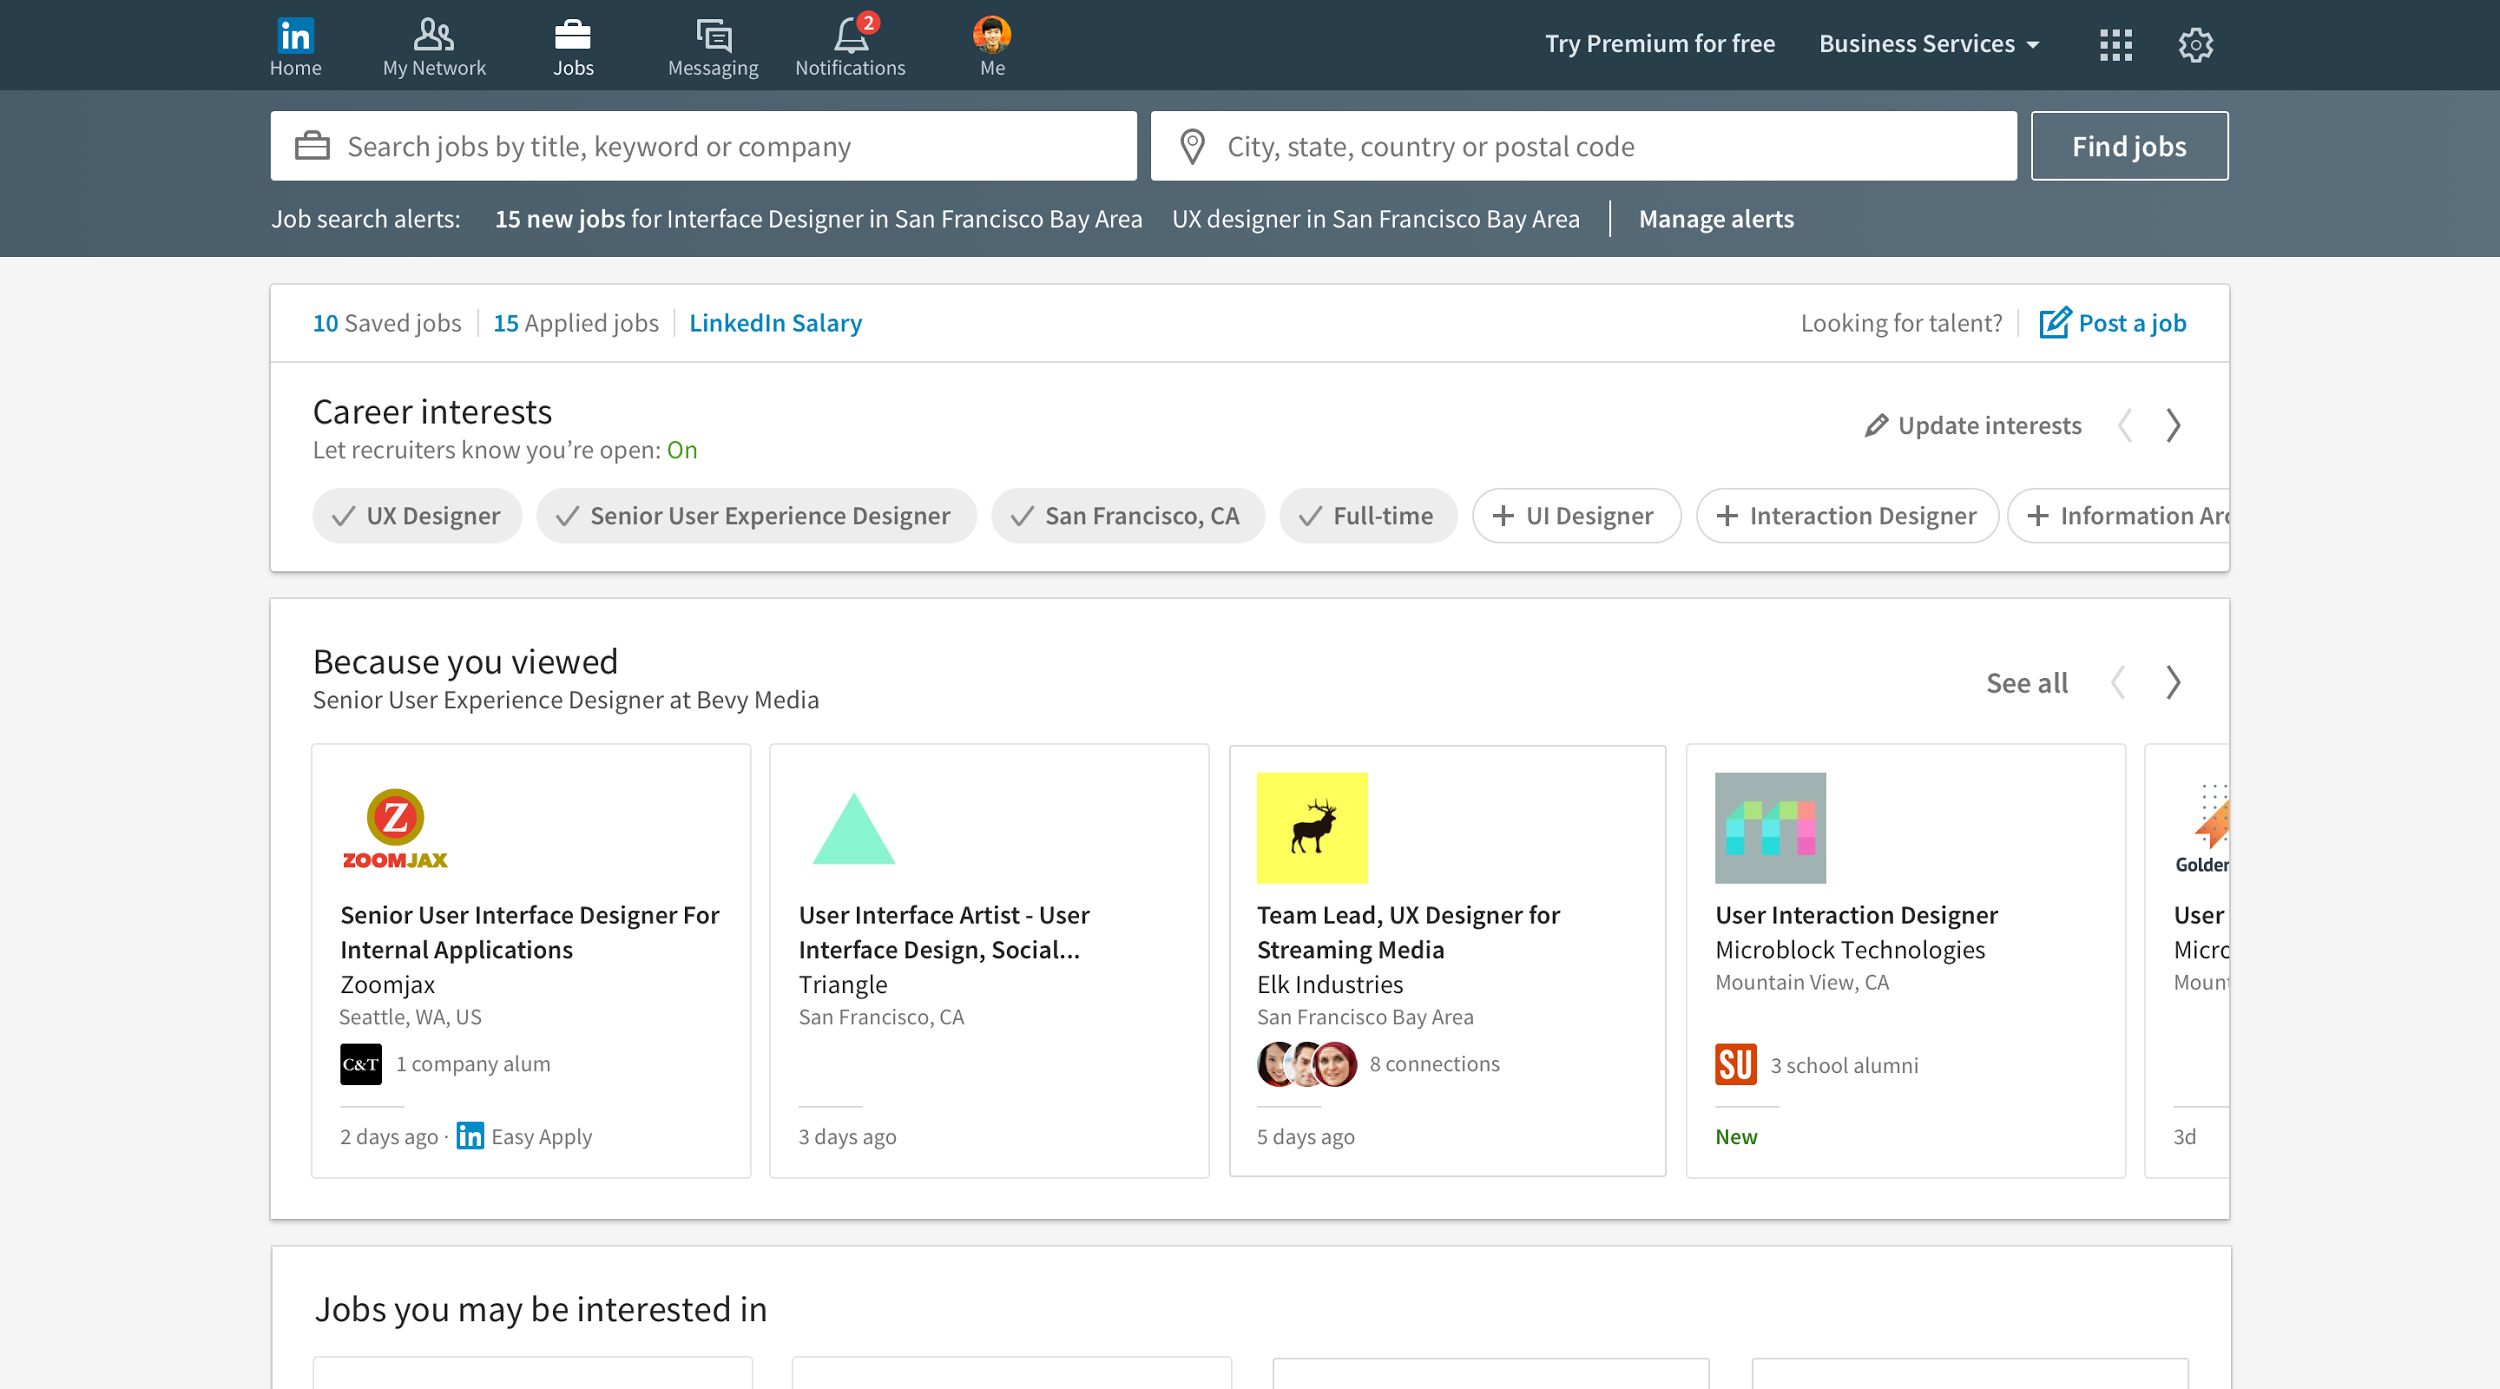 in
Home
My Network
Jobs
Messaging
2
Notifications
Me
Try Premium for free
Business Services
Search jobs by title, keyword or company
City, state, country or postal code
Find jobs
Job search alerts: 15 new jobs for Interface Designer in San Francisco Bay Area UX designer in San Francisco Bay Area Manage alerts
10 Saved jobs 15 Applied jobs LinkedIn Salary
Looking for talent? Post a job
Career interests
Let recruiters know you’re open: On
Update interests
UX Designer
Senior User Experience Designer
San Francisco, CA
Full-time
UI Designer
Interaction Designer
Information Arc
Because you viewed
Senior User Experience Designer at Bevy Media
See all
Z
ZOOMJAX
Senior User Interface Designer For
Internal Applications
Zoomjax
Seattle, WA, US
C&T 1 company alum
2 days ago · in Easy Apply
User Interface Artist - User
Interface Design, Social...
Triangle
San Francisco, CA
3 days ago
Team Lead, UX Designer for
Streaming Media
Elk Industries
San Francisco Bay Area
8 connections
5 days ago
m
User Interaction Designer
Microblock Technologies
Mountain View, CA
SU 3 school alumni
New
Golden
User
Micro
Mount
3d
Jobs you may be interested in